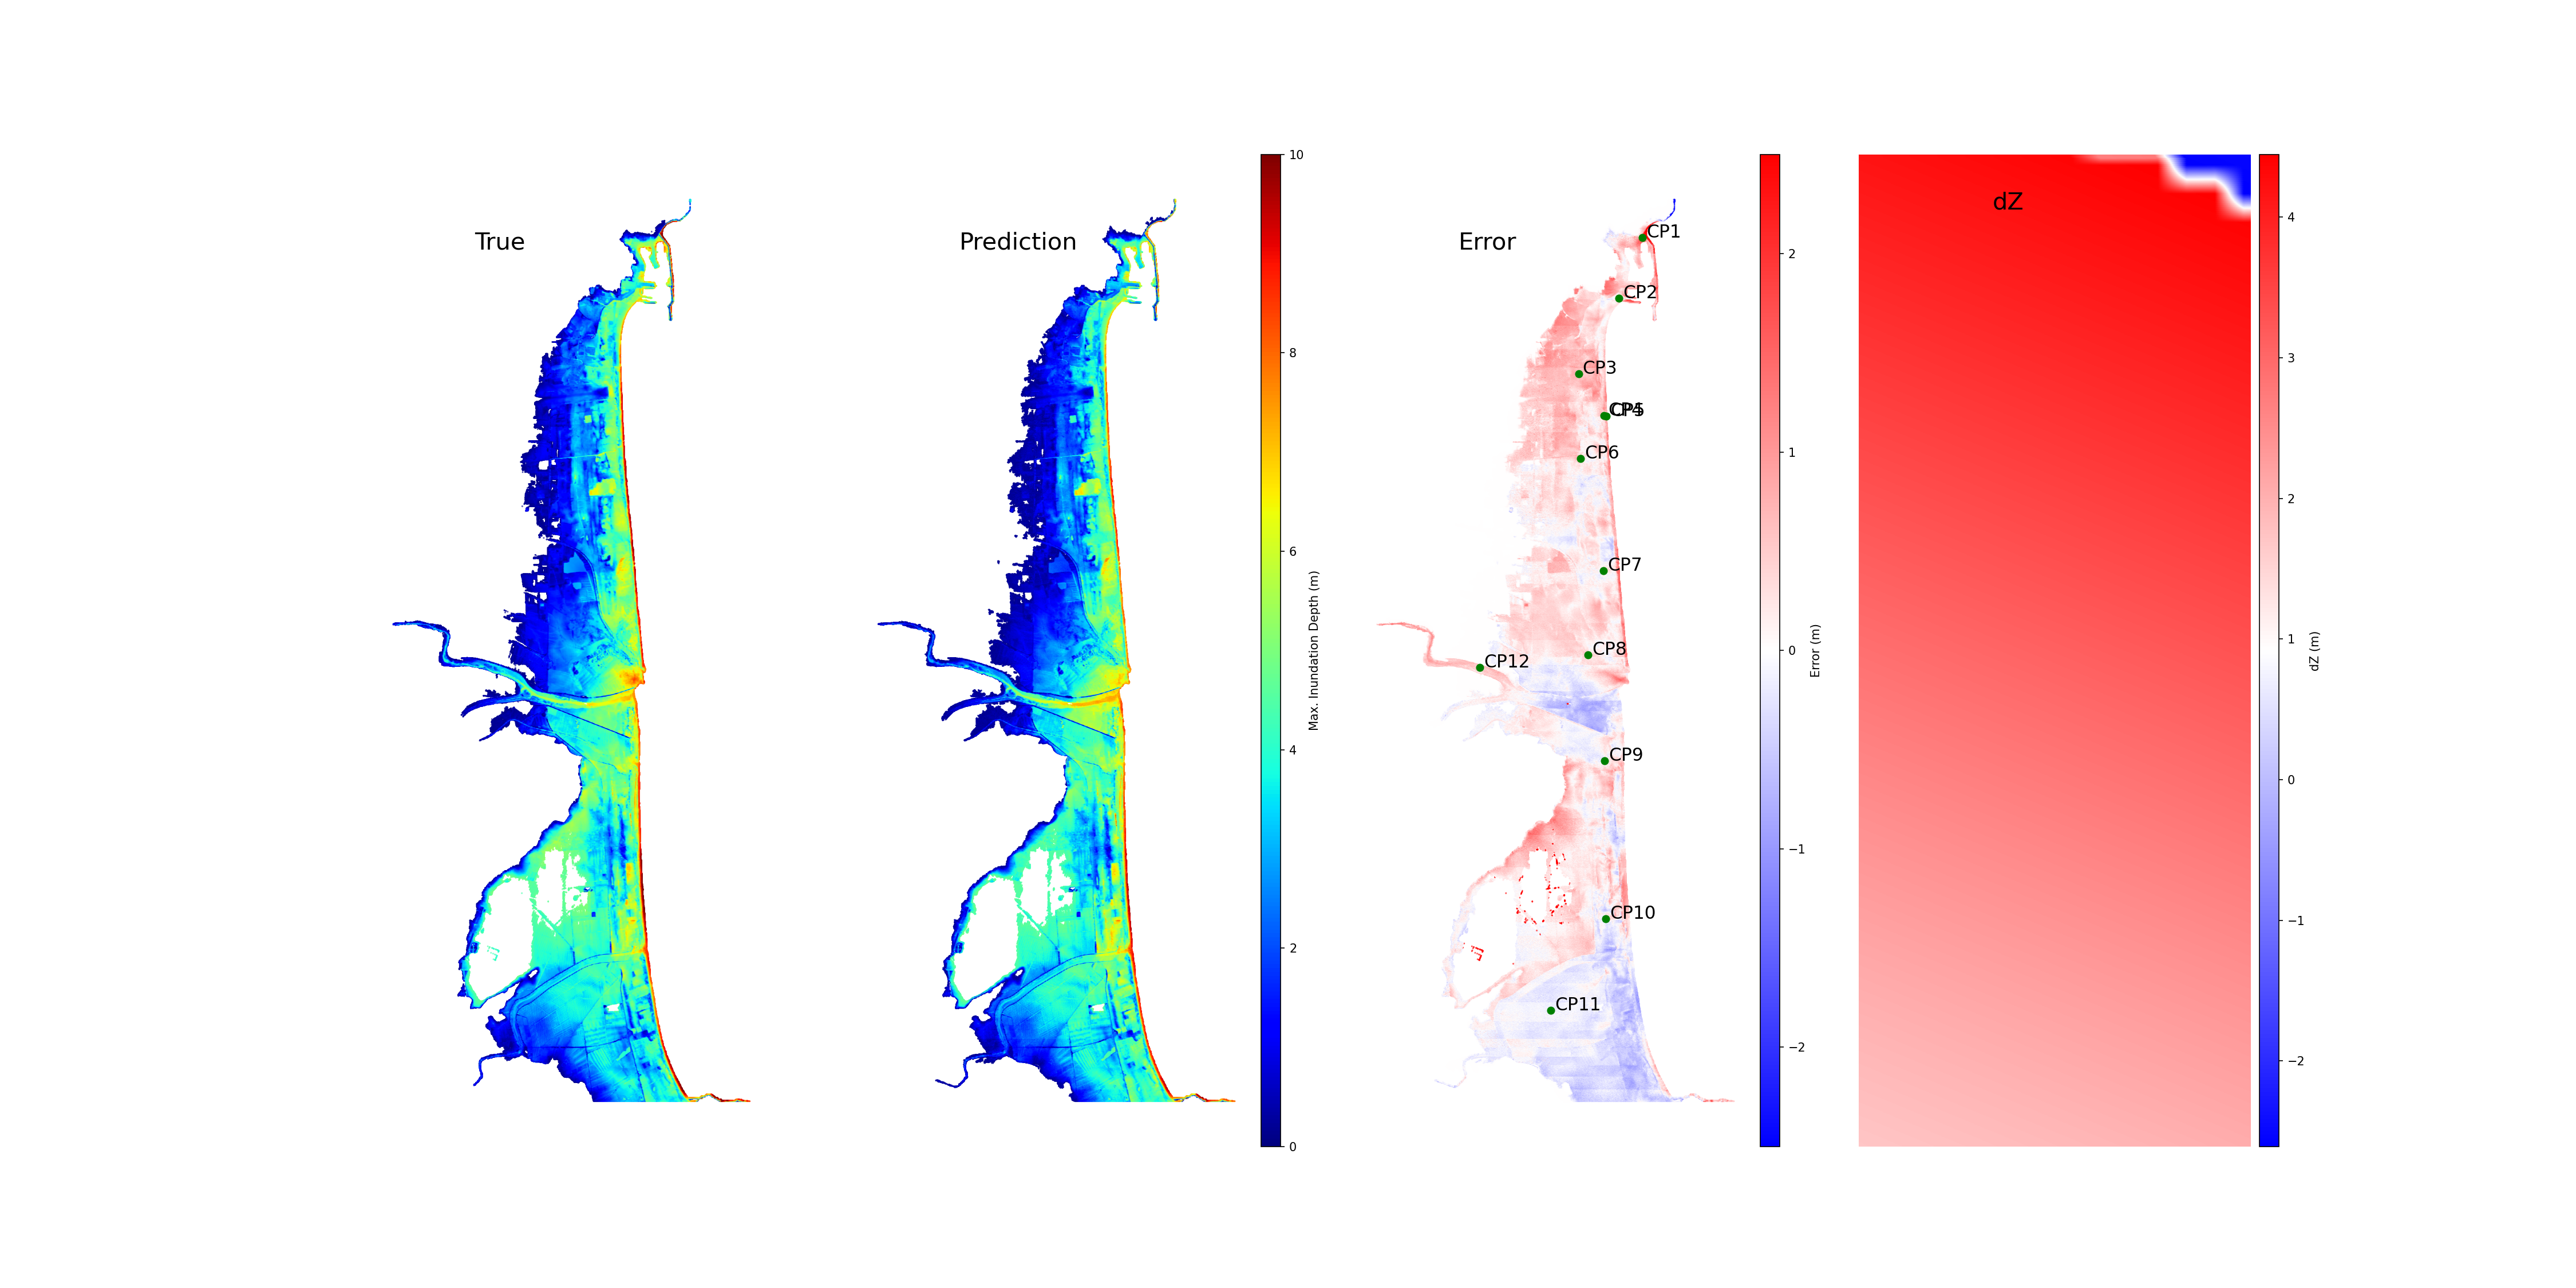 True
Prediction
10
8
6
4
2
0
Max. Inundation Depth (m)
Error
CP1
CP2
CP3
CP6
CP7
CP8
CP12
CP9
CP10
CP11
2
1
0
−1
−2
Error (m)
dZ
4
3
2
1
0
−1
−2
dZ (m)